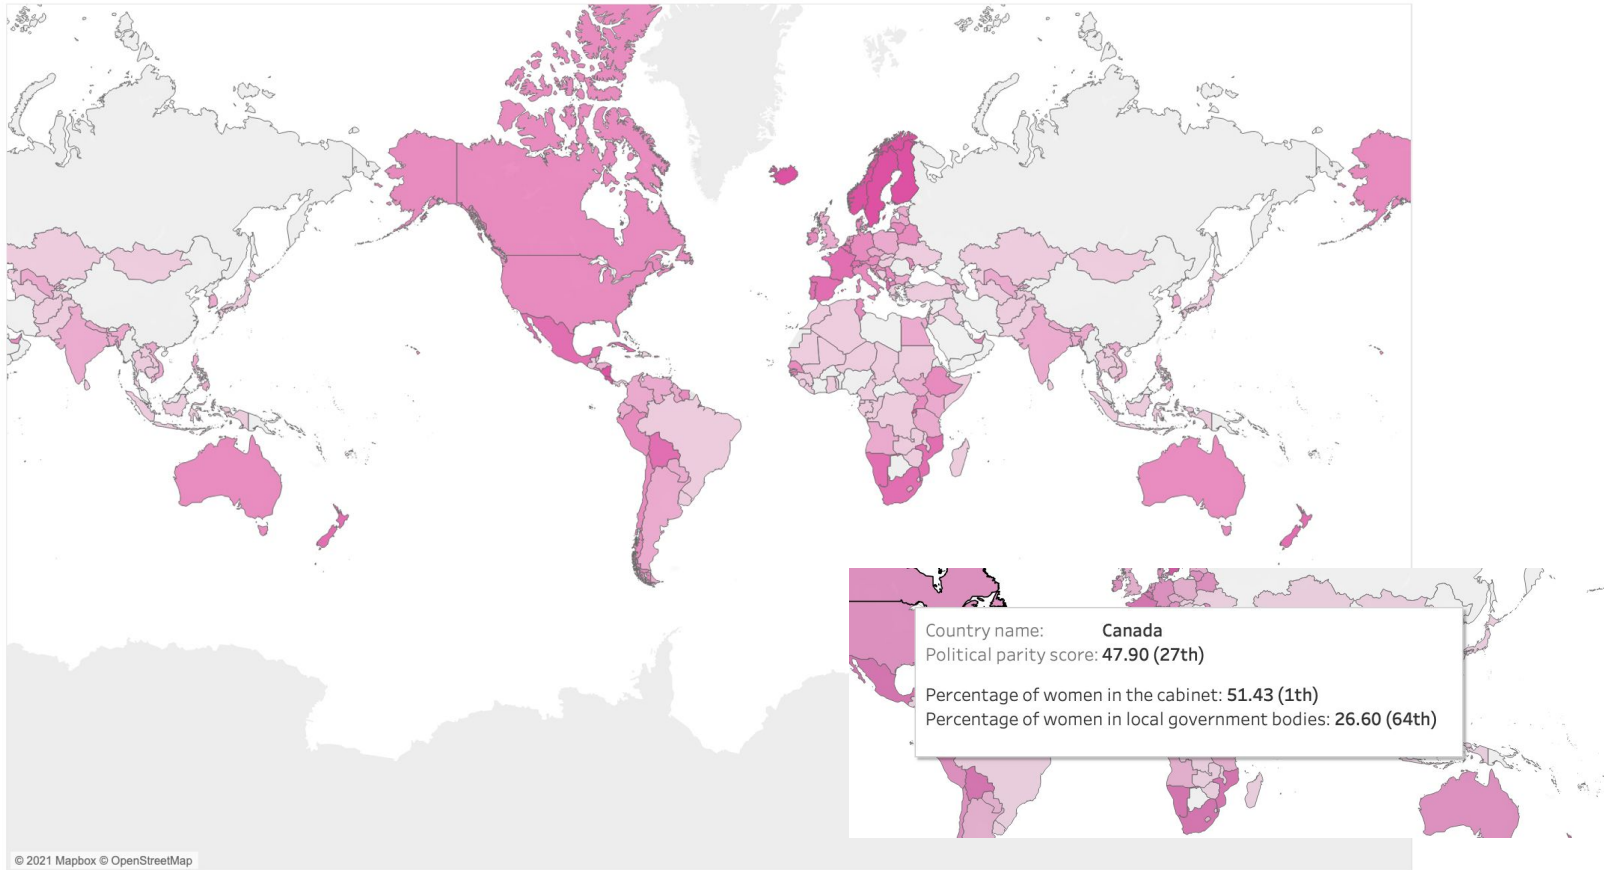 Country name: Canada
Political parity score: 47.90 (27th)
Percentage of women in the cabinet: 51.43 (1th)
Percentage of women in local government bodies: 26.60 (64th)
© 2021 Mapbox © OpenStreetMap